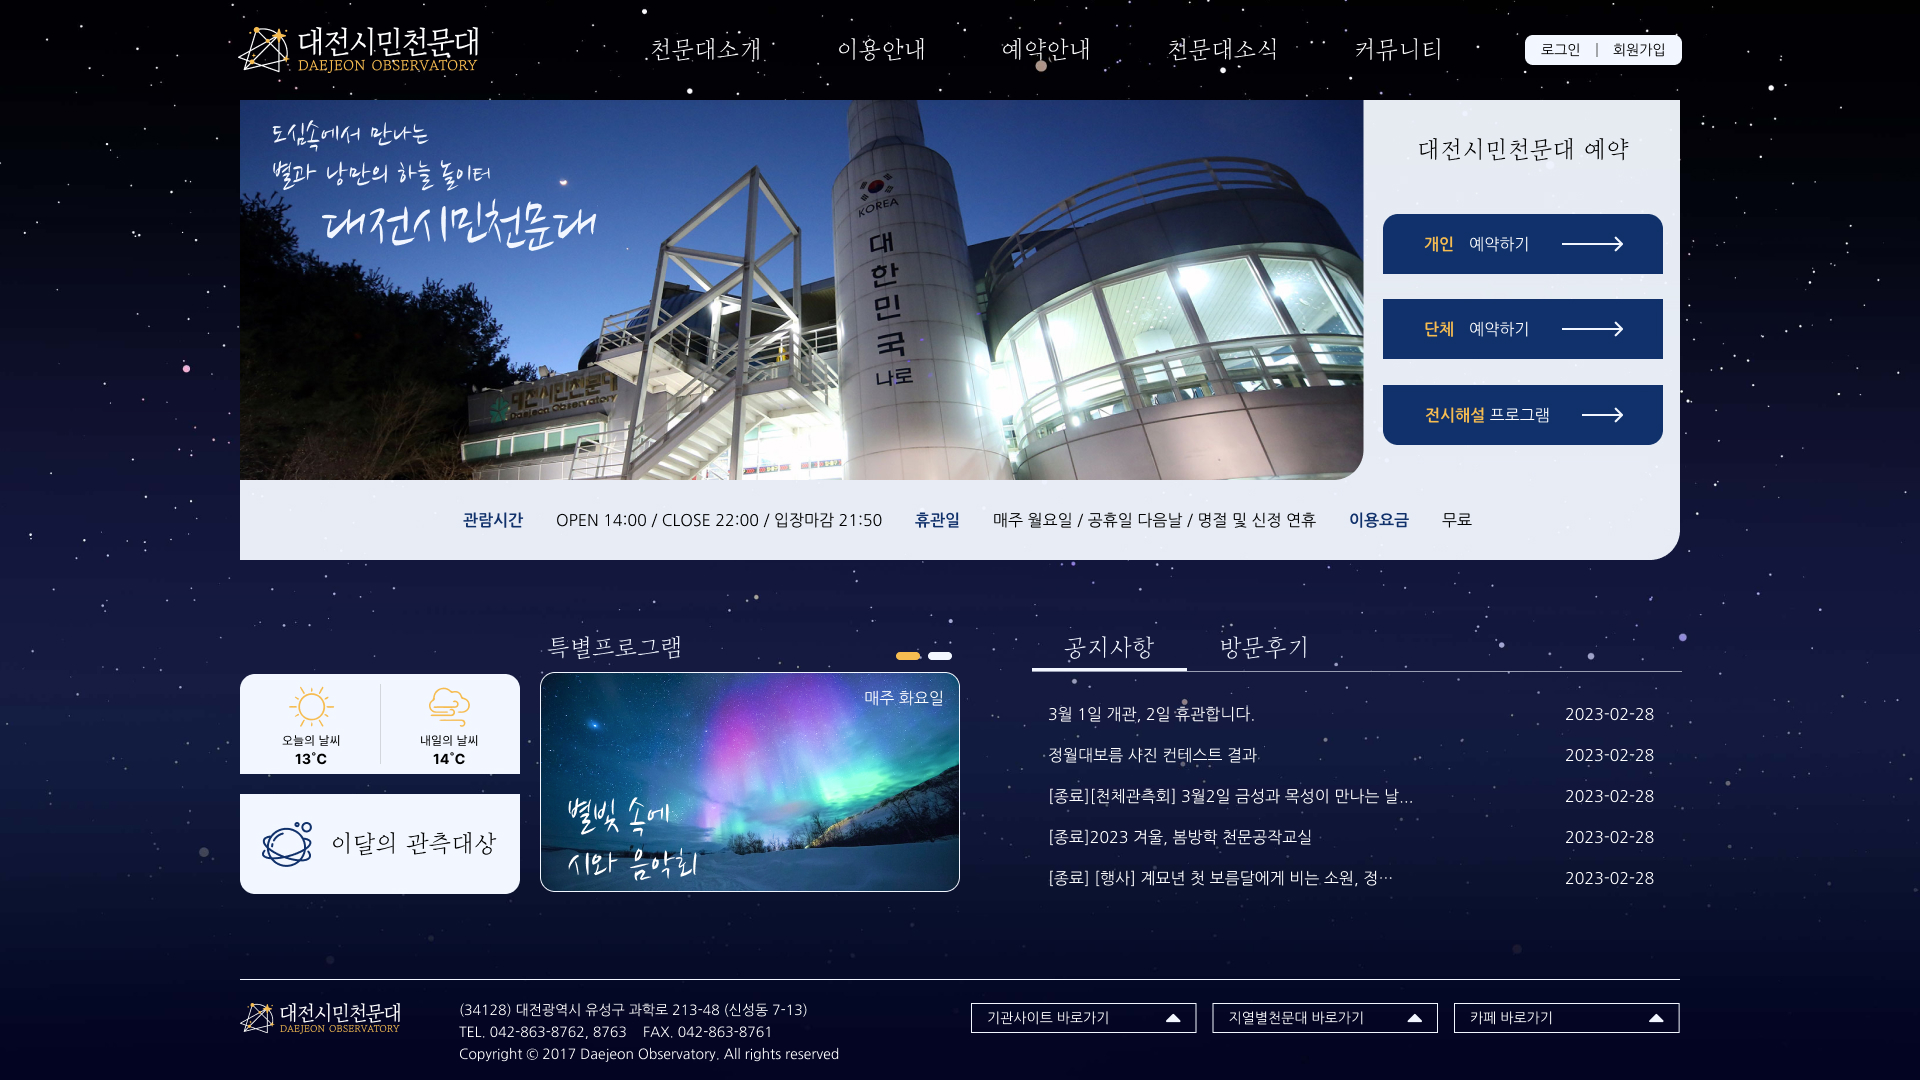 대전시민천문대
DAEJEON OBSERVATORY
천문대소개 이용안내 예약안내 천문대소식 커뮤니티
로그인 | 회원가입
도심속에서 만나는
별과 낭만의 하늘 놀이터
대전시민천문대
KOREA
대한민국
나로
대전시민천문대
Daejeon Observatory
대전시민천문대 예약
개인 예약하기
단체 예약하기
전시해설 프로그램
관람시간 OPEN 14:00 / CLOSE 22:00 / 입장마감 21:50 휴관일 매주 월요일 / 공휴일 다음날 / 명절 및 신정 연휴 이용요금 무료
오늘의 날씨
13˚C
내일의 날씨
14˚C
이달의 관측대상
특별프로그램
매주 화요일
별빛 속에
시와 음악회
공지사항 방문후기
3월 1일 개관, 2일 휴관합니다. 2023-02-28
정월대보름 샤진 컨테스트 결과 2023-02-28
[종료][천체관측회] 3월2일 금성과 목성이 만나는 날... 2023-02-28
[종료]2023 겨울, 봄방학 천문공작교실 2023-02-28
[종료] [행사] 계묘년 첫 보름달에게 비는 소원, 정… 2023-02-28
대전시민천문대
DAEJEON OBSERVATORY
(34128) 대전광역시 유성구 과학로 213-48 (신성동 7-13)
TEL. 042-863-8762, 8763 FAX. 042-863-8761
Copyright © 2017 Daejeon Observatory. All rights reserved
기관사이트 바로가기
지열별천문대 바로가기
카페 바로가기